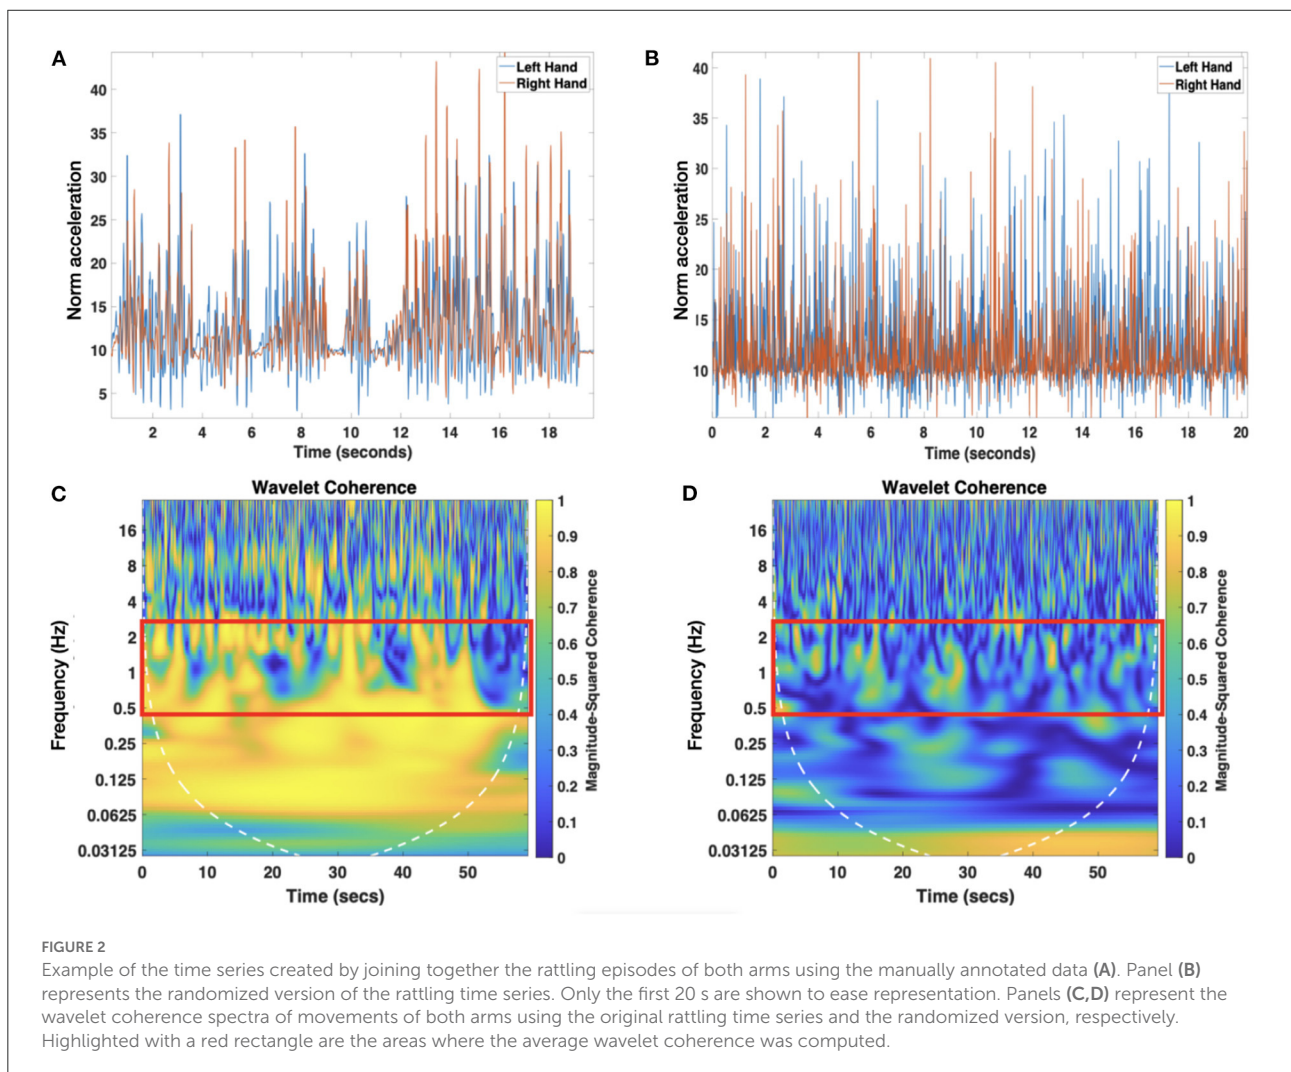 A
Left Hand
Right Hand
Norm acceleration
40
35
30
25
20
15
10
5
2 4 6 8 10 12 14 16 18
Time (seconds)
B
Left Hand
Right Hand
Norm acceleration
40
35
30
25
20
15
10
0 2 4 6 8 10 12 14 16 18 20
Time (seconds)
C
Wavelet Coherence
Frequency (Hz)
16
8
4
2
1
0.5
0.25
0.125
0.0625
0.03125
0 10 20 30 40 50
Time (secs)
1
0.9
0.8
0.7
0.6
0.5
0.4
0.3
0.2
0.1
0
Magnitude-Squared Coherence
D
Wavelet Coherence
Frequency (Hz)
16
8
4
2
1
0.5
0.25
0.125
0.0625
0.03125
0 10 20 30 40 50
Time (secs)
1
0.9
0.8
0.7
0.6
0.5
0.4
0.3
0.2
0.1
0
Magnitude-Squared Coherence
FIGURE 2
Example of the time series created by joining together the rattling episodes of both arms using the manually annotated data (A). Panel (B)
represents the randomized version of the rattling time series. Only the first 20 s are shown to ease representation. Panels (C,D) represent the
wavelet coherence spectra of movements of both arms using the original rattling time series and the randomized version, respectively.
Highlighted with a red rectangle are the areas where the average wavelet coherence was computed.